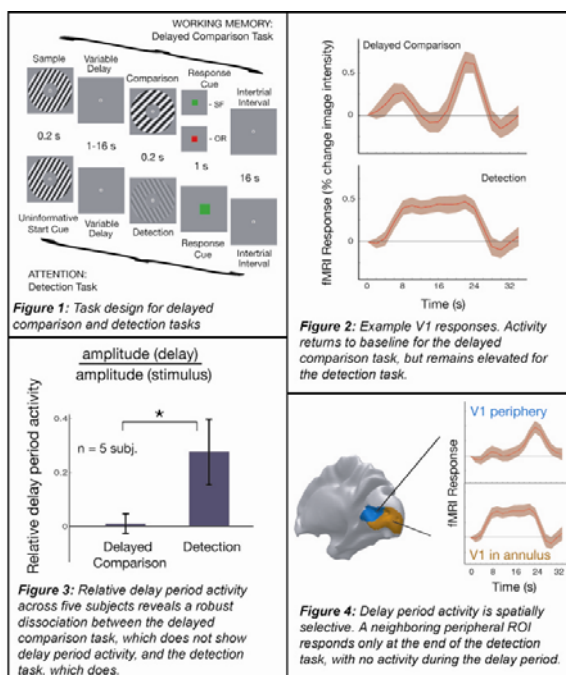 WORKING MEMORY:
Delayed Comparison Task
Sample
Variable
Delay
Comparison
Response
Cue
Intertrial
Interval
- SF
- OR
0.2 s
1-16 s
0.2 s
1 s
16 s
Uninformative
Start Cue
Variable
Delay
Detection
Response
Cue
Intertrial
Interval
ATTENTION:
Detection Task
Figure 1: Task design for delayed
comparison and detection tasks
fMRI Response (% change image intensity)
Delayed Comparison
0.5
0
Detection
0.5
0
0 8 16 24 32
Time (s)
Figure 2: Example V1 responses. Activity
returns to baseline for the delayed
comparison task, but remains elevated for
the detection task.
amplitude (delay)
amplitude (stimulus)
Relative delay period activity
0.4
0.2
0
*
n = 5 subj.
Delayed
Comparison
Detection
Figure 3: Relative delay period activity
across five subjects reveals a robust
dissociation between the delayed
comparison task, which does not show
delay period activity, and the detection
task, which does.
fMRI Response
V1 periphery
V1 in annulus
0 8 16 24 32
Time (s)
Figure 4: Delay period activity is spatially
selective. A neighboring peripheral ROI
responds only at the end of the detection
task, with no activity during the delay period.